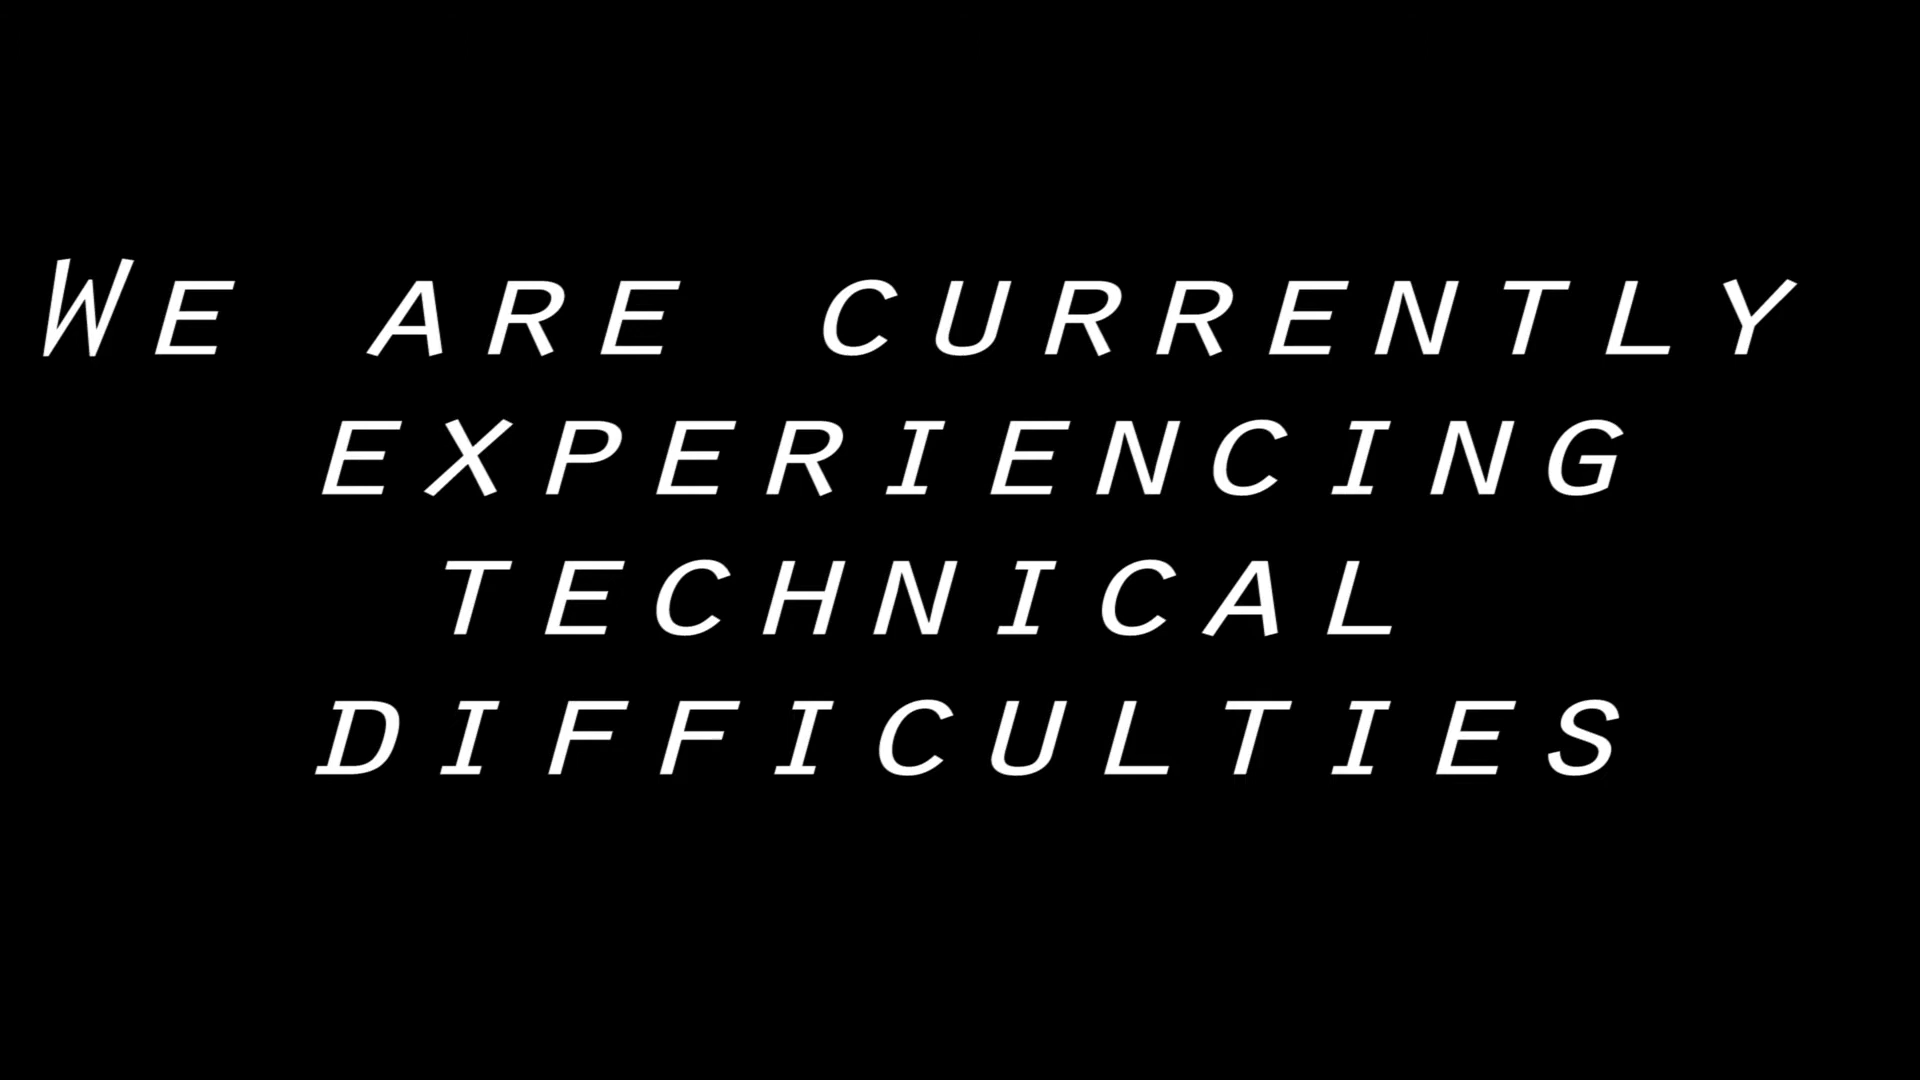 We are currently
experiencing
technical
difficulties